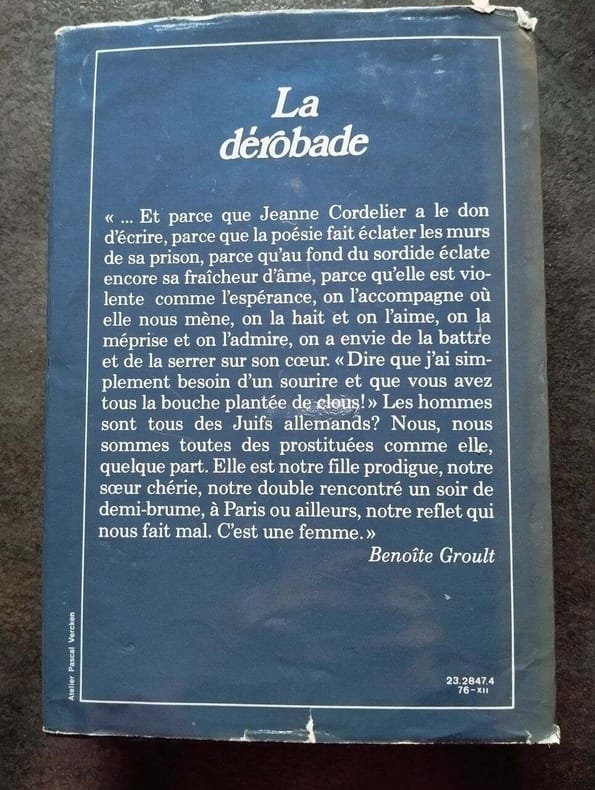 La
dérobade
« ... Et parce que Jeanne Cordelier a le don
d'écrire, parce que la poésie fait éclater les murs
de sa prison, parce qu'au fond du sordide éclate
encore sa fraîcheur d'âme, parce qu'elle est vio-
lente comme l'espérance, on l'accompagne où
elle nous mène, on la hait et on l'aime, on la
méprise et on l'admire, on a envie de la battre
et de la serrer sur son cœur. « Dire que j'ai sim-
plement besoin d'un sourire et que vous avez
tous la bouche plantée de clous! » Les hommes
sont tous des Juifs allemands? Nous, nous
sommes toutes des prostituées comme elle,
quelque part. Elle est notre fille prodigue, notre
sœur chérie, notre double rencontré un soir de
demi-brume, à Paris ou ailleurs, notre reflet qui
nous fait mal. C'est une femme. »
Benoîte Groult
Atelier Pascal Vercken
23.2847.4
76-XII